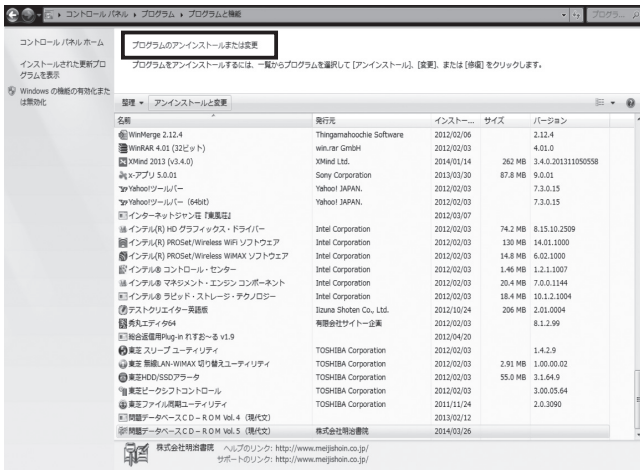 コントロール パネル ▸ プログラム ▸ プログラムと機能
プログラ...
コントロール パネル ホーム
インストールされた更新プロ
グラムを表示
Windows の機能の有効化また
は無効化
プログラムのアンインストールまたは変更
プログラムをアンインストールするには、一覧からプログラムを選択して [アンインストール]、[変更]、または [修復] をクリックします。
整理 ▼ アンインストールと変更
名前 発行元 インストー... サイズ バージョン
WinMerge 2.12.4 Thingamahoochie Software 2012/02/06 2.12.4
WinRAR 4.01 (32ビット) win.rar GmbH 2012/02/03 4.01.0
XMind 2013 (v3.4.0) XMind Ltd. 2014/01/14 262 MB 3.4.0.201311050558
x-アプリ 5.0.01 Sony Corporation 2013/03/30 87.8 MB 9.0.01
Yahoo!ツールバー Yahoo! JAPAN. 2012/02/03 7.3.0.15
Yahoo!ツールバー (64bit) Yahoo! JAPAN. 2012/02/03 7.3.0.15
インターネットジャン荘『東風荘』 2012/03/07
インテル(R) HD グラフィックス・ドライバー Intel Corporation 2012/02/03 74.2 MB 8.15.10.2509
インテル(R) PROSet/Wireless WiFi ソフトウェア Intel Corporation 2012/02/03 130 MB 14.01.1000
インテル(R) PROSet/Wireless WiMAX ソフトウェア Intel Corporation 2012/02/03 14.8 MB 6.02.1000
インテル® コントロール・センター Intel Corporation 2012/02/03 1.46 MB 1.2.1.1007
インテル® マネジメント・エンジン コンポーネント Intel Corporation 2012/02/03 20.4 MB 7.0.0.1144
インテル® ラピッド・ストレージ・テクノロジー Intel Corporation 2012/02/03 18.4 MB 10.1.2.1004
テストクリエイター英語版 Iizuna Shoten Co., Ltd. 2012/10/24 206 MB 2.01.0004
秀丸エディタ64 有限会社サイトー企画 2012/02/03 8.1.2.99
総合返信用Plug-in れすお~る v1.9 2012/04/20
東芝 スリープ ユーティリティ TOSHIBA Corporation 2012/02/03 1.4.2.9
東芝 無線LAN-WiMAX 切り替えユーティリティ TOSHIBA Corporation 2012/02/03 2.91 MB 1.00.00.02
東芝HDD/SSDアラート TOSHIBA Corporation 2012/02/03 55.0 MB 3.1.64.9
東芝ピークシフトコントロール TOSHIBA Corporation 2012/02/03 3.00.05.64
東芝ファイル同期ユーティリティ TOSHIBA Corporation 2011/11/24 2.0.3090
問題データベースCD-ROM Vol.4（現代文） 2013/02/12
問題データベースCD-ROM Vol.5（現代文） 株式会社明治書院 2014/03/26
株式会社明治書院 ヘルプのリンク: http://www.meijishoin.co.jp/
サポートのリンク: http://www.meijishoin.co.jp/